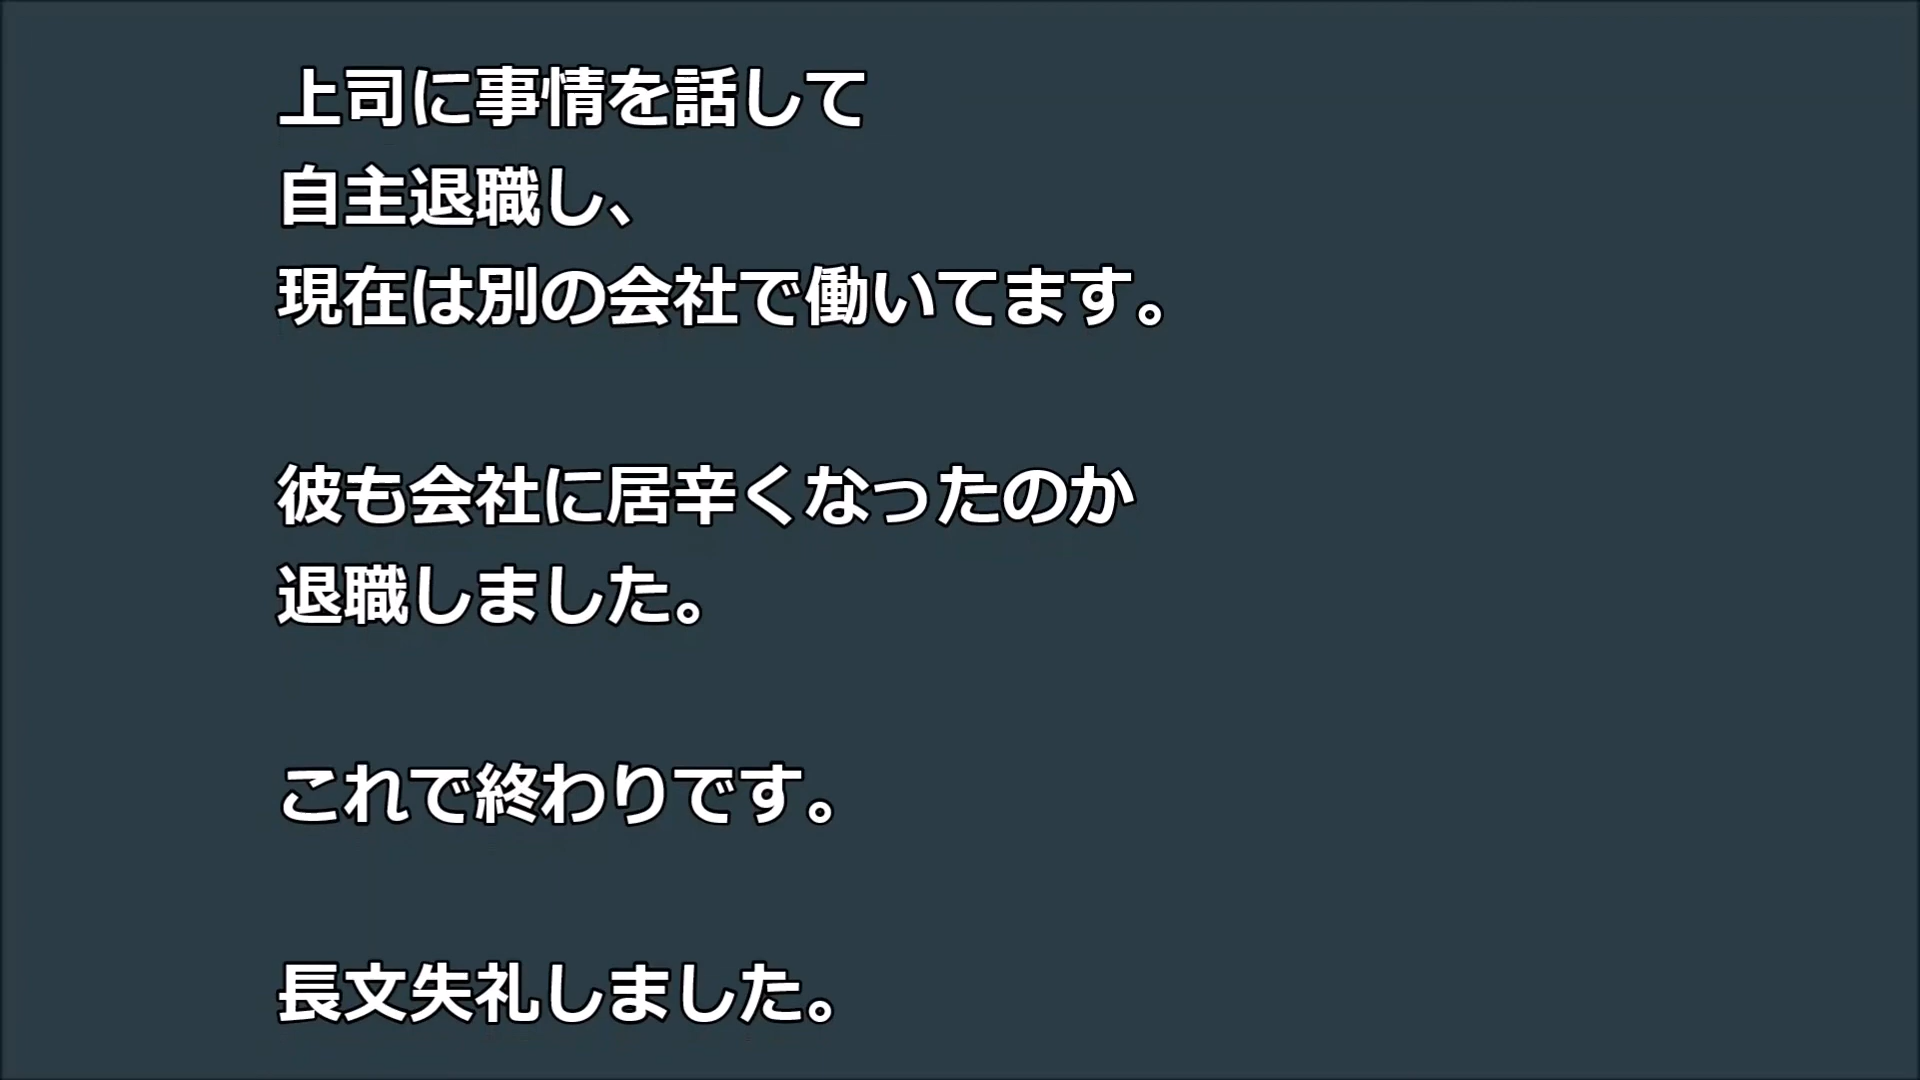 上司に事情を話して
自主退職し、
現在は別の会社で働いてます。
彼も会社に居辛くなったのか
退職しました。
これで終わりです。
長文失礼しました。